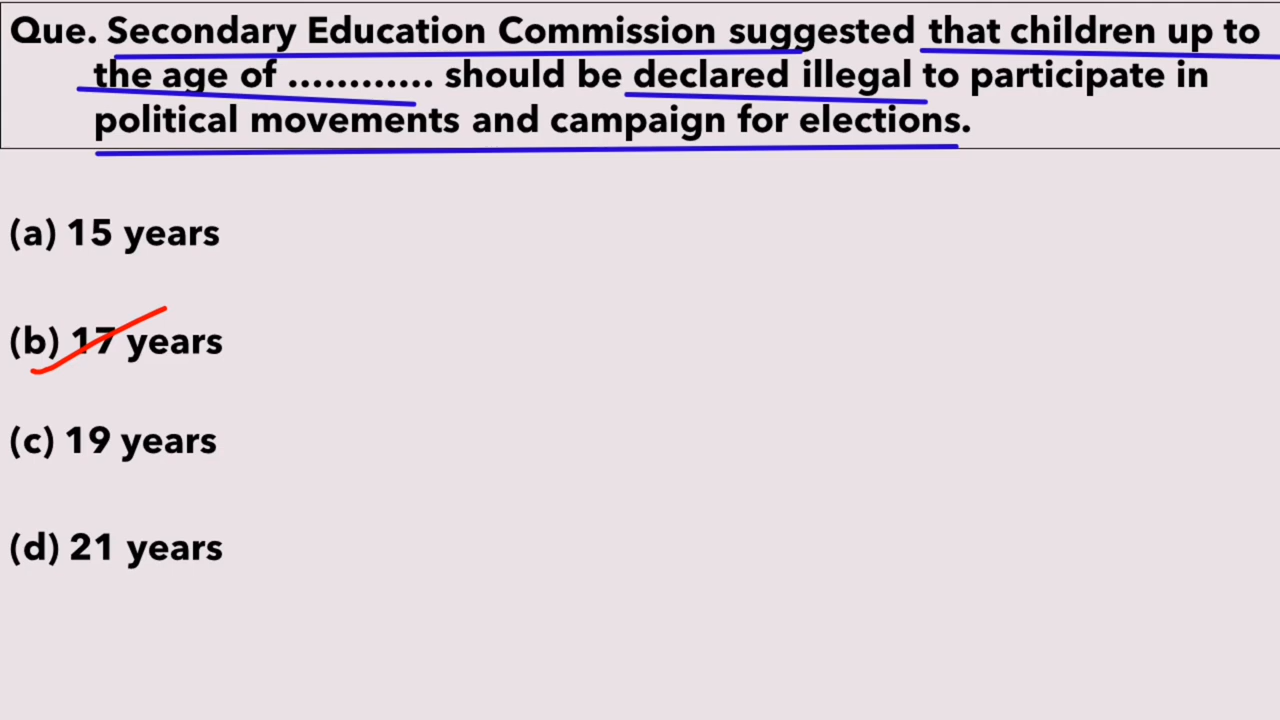 Que. Secondary Education Commission suggested that children up to
the age of ............ should be declared illegal to participate in
political movements and campaign for elections.
(a) 15 years
(b) 17 years
(c) 19 years
(d) 21 years